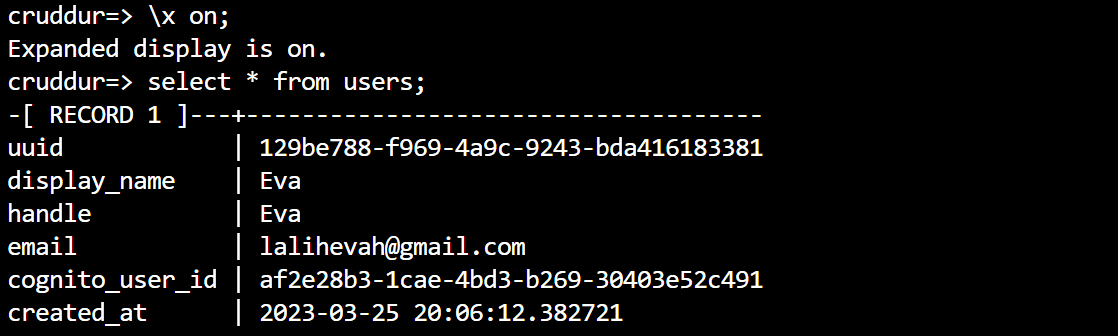 cruddur=> \x on;
Expanded display is on.
cruddur=> select * from users;
-[ RECORD 1 ]---+-------------------------------------
uuid            | 129be788-f969-4a9c-9243-bda416183381
display_name    | Eva
handle          | Eva
email           | lalihevah@gmail.com
cognito_user_id | af2e28b3-1cae-4bd3-b269-30403e52c491
created_at      | 2023-03-25 20:06:12.382721